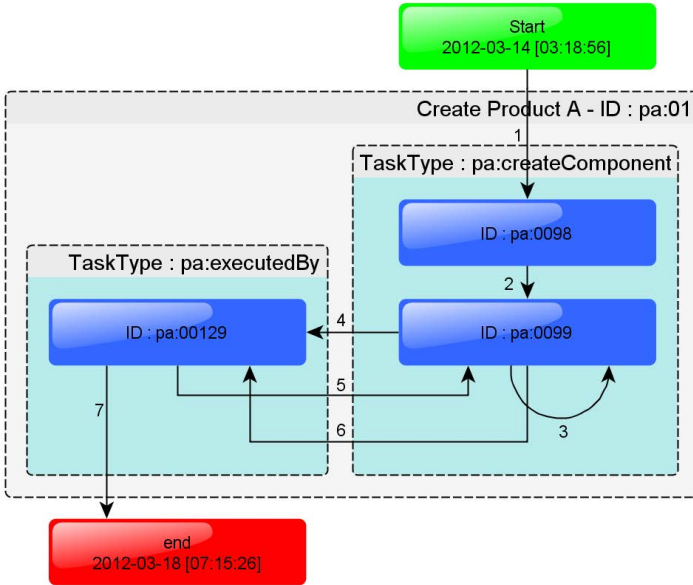 Start
2012-03-14 [03:18:56]
Create Product A - ID : pa:01
1
TaskType : pa:createComponent
ID : pa:0098
2
TaskType : pa:executedBy
ID : pa:00129
4
ID : pa:0099
5
7
6
3
end
2012-03-18 [07:15:26]